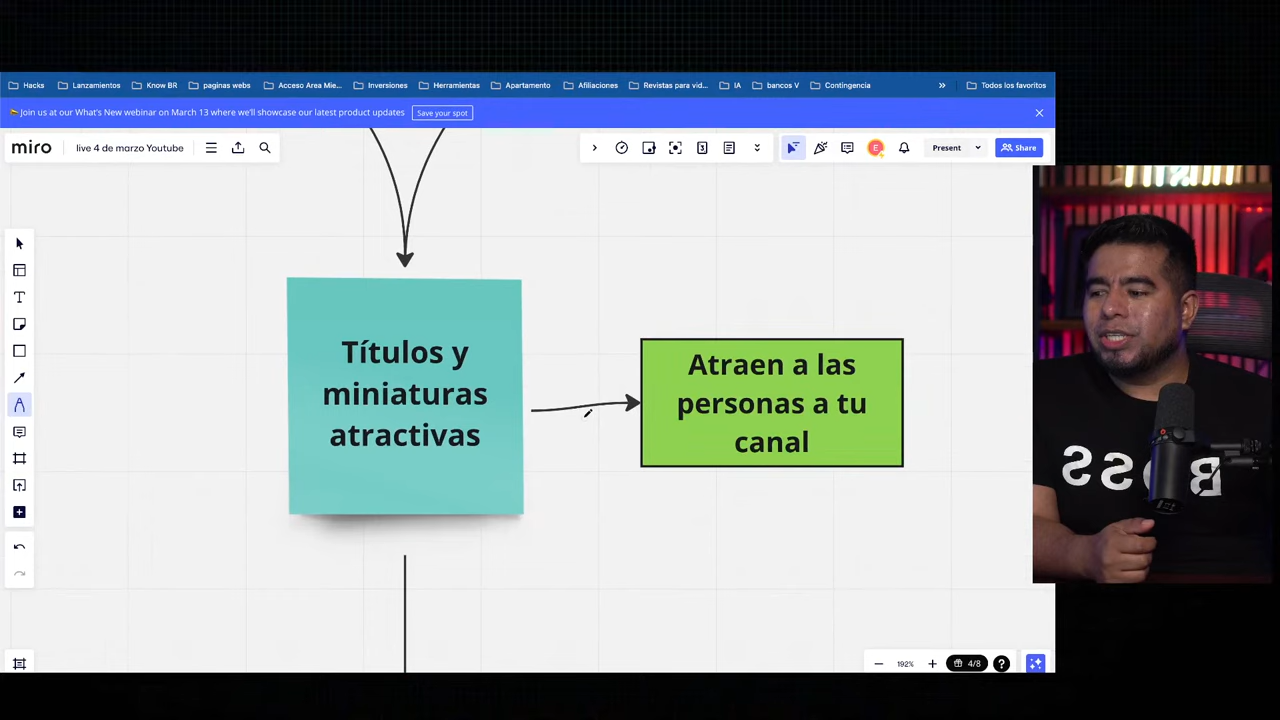 Hacks Lanzamientos Know BR paginas webs Acceso Area Mie... Inversiones Herramientas Apartamento Afiliaciones Revistas para vid... IA bancos V Contingencia » Todos los favoritos
Join us at our What's New webinar on March 13 where we'll showcase our latest product updates Save your spot
miro live 4 de marzo Youtube 3 E Present Share
Títulos y
miniaturas
atractivas
Atraen a las
personas a tu
canal
BOSS
192% 4/8 ?